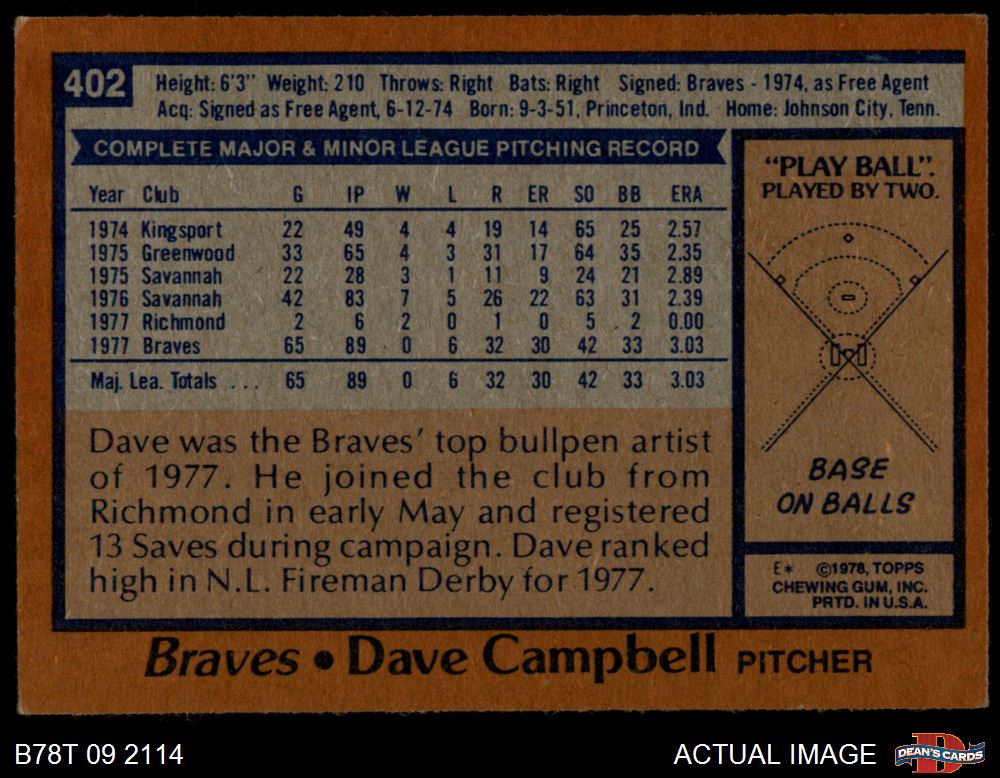 402
Height: 6'3" Weight: 210 Throws: Right Bats: Right Signed: Braves - 1974, as Free Agent
Acq: Signed as Free Agent, 6-12-74 Born: 9-3-51, Princeton, Ind. Home: Johnson City, Tenn.
COMPLETE MAJOR & MINOR LEAGUE PITCHING RECORD
Year Club G IP W L R ER SO BB ERA
1974 Kingsport 22 49 4 4 19 14 65 25 2.57
1975 Greenwood 33 65 4 3 31 17 64 35 2.35
1975 Savannah 22 28 3 1 11 9 24 21 2.89
1976 Savannah 42 83 7 5 26 22 63 31 2.39
1977 Richmond 2 6 2 0 1 0 5 2 0.00
1977 Braves 65 89 0 6 32 30 42 33 3.03
Maj. Lea. Totals . . . 65 89 0 6 32 30 42 33 3.03
Dave was the Braves' top bullpen artist
of 1977. He joined the club from
Richmond in early May and registered
13 Saves during campaign. Dave ranked
high in N.L. Fireman Derby for 1977.
"PLAY BALL".
PLAYED BY TWO.
BASE
ON BALLS
E* ©1978, TOPPS
CHEWING GUM, INC.
PRTD. IN U.S.A.
Braves • Dave Campbell PITCHER
B78T 09 2114
ACTUAL IMAGE
DEAN'S CARDS